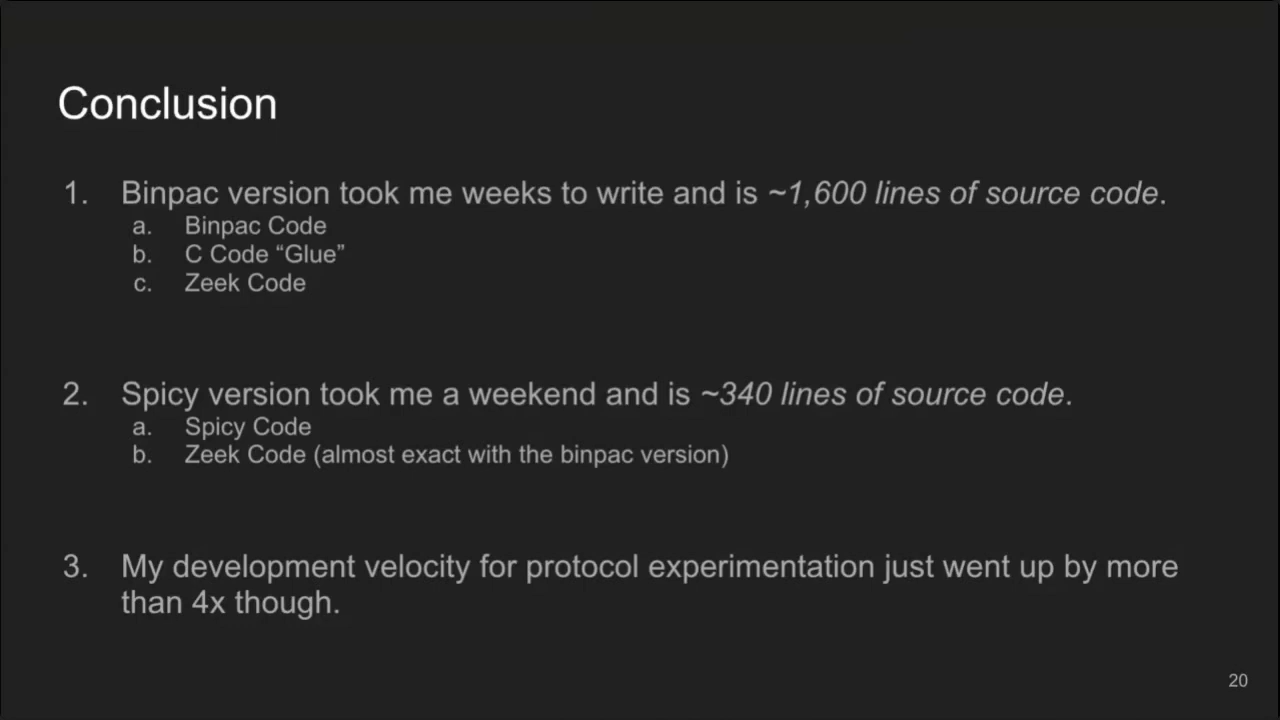 Conclusion
1. Binpac version took me weeks to write and is ~1,600 lines of source code.
a. Binpac Code
b. C Code “Glue”
c. Zeek Code
2. Spicy version took me a weekend and is ~340 lines of source code.
a. Spicy Code
b. Zeek Code (almost exact with the binpac version)
3. My development velocity for protocol experimentation just went up by more
than 4x though.
20